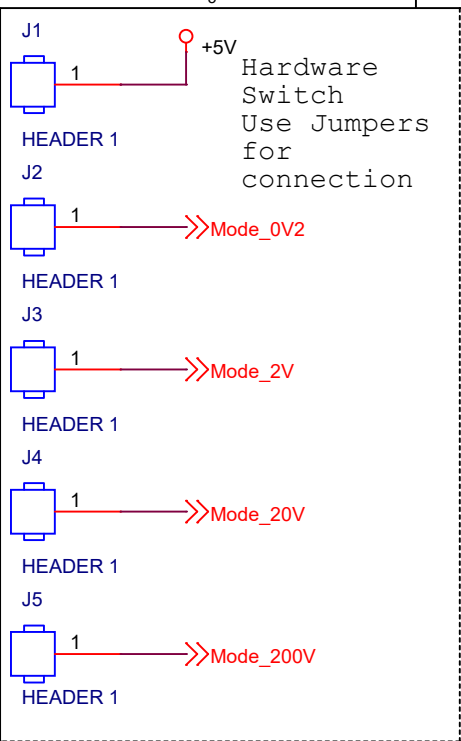 J1
1
+5V
Hardware
Switch
Use Jumpers
for
connection
HEADER 1
J2
1
Mode_0V2
HEADER 1
J3
1
Mode_2V
HEADER 1
J4
1
Mode_20V
HEADER 1
J5
1
Mode_200V
HEADER 1